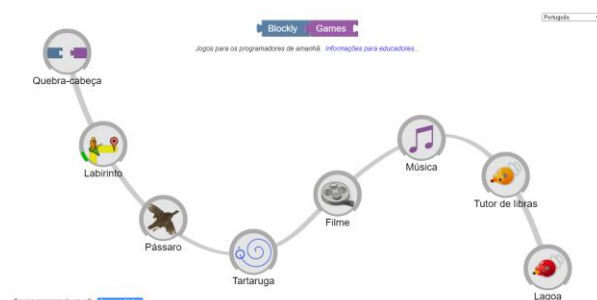 Português
Blockly Games
Jogos para os programadores de amanhã. Informações para educadores...
Quebra-cabeça
Labirinto
Música
Tutor de libras
Pássaro
Filme
Tartaruga
Lagoa